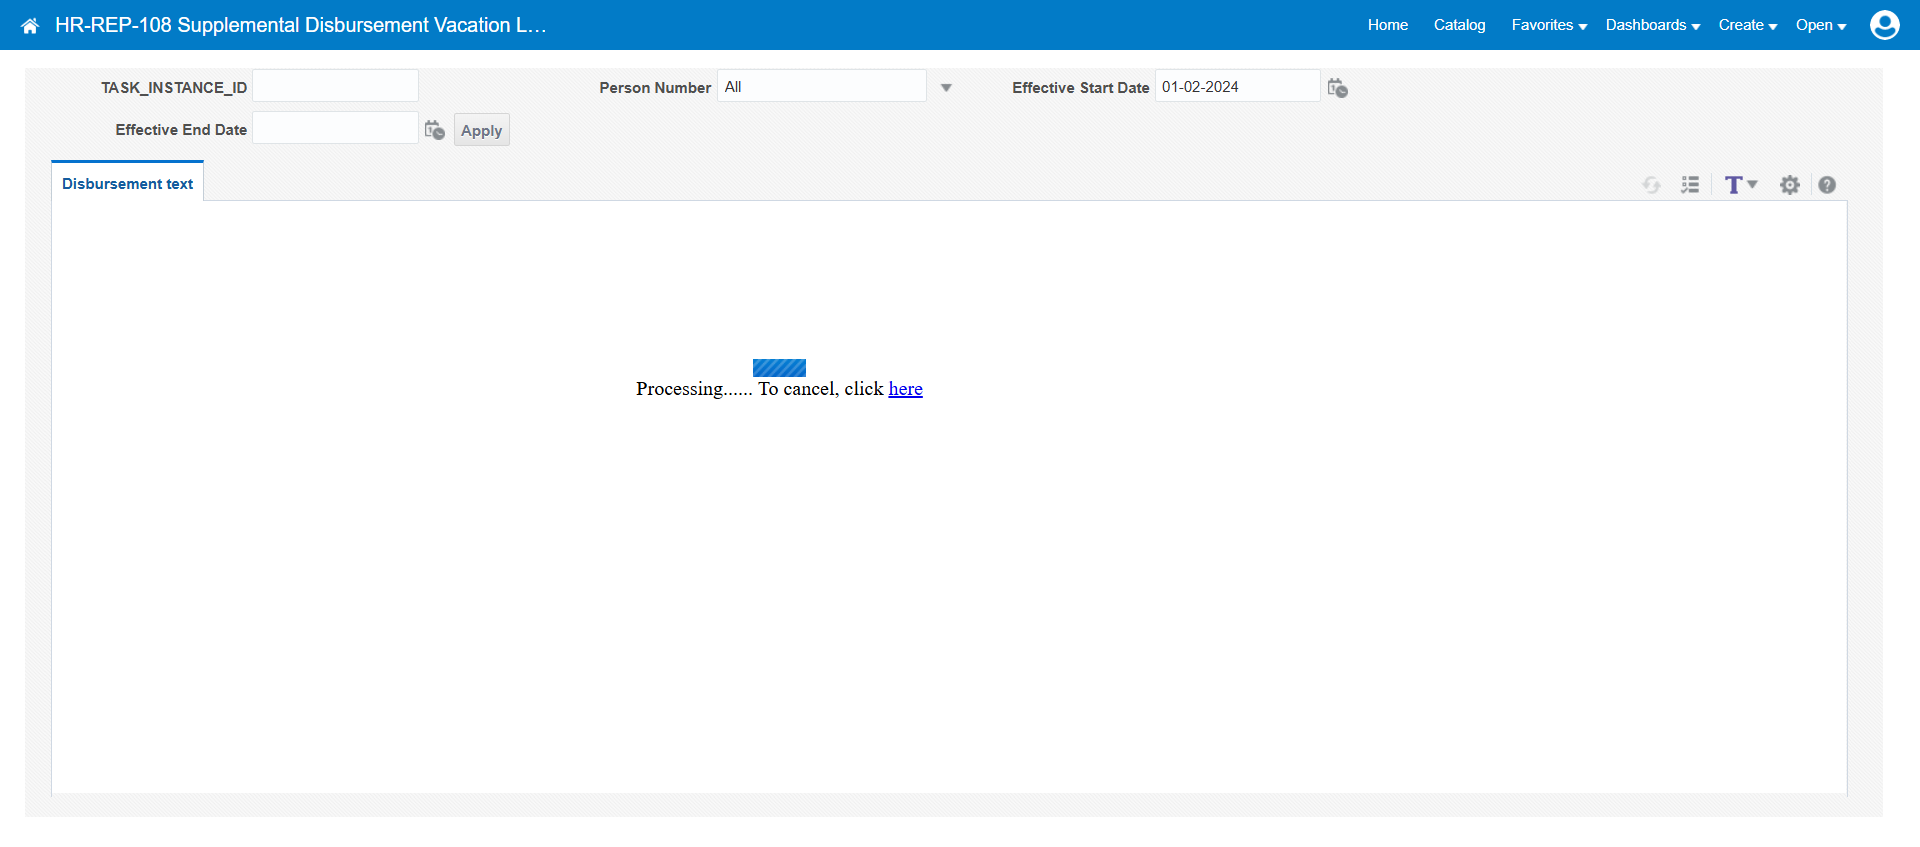 HR-REP-108 Supplemental Disbursement Vacation L...
Home Catalog Favorites Dashboards Create Open
TASK_INSTANCE_ID
Person Number All
Effective Start Date 01-02-2024
Effective End Date
Apply
Disbursement text
T
?
Processing...... To cancel, click here